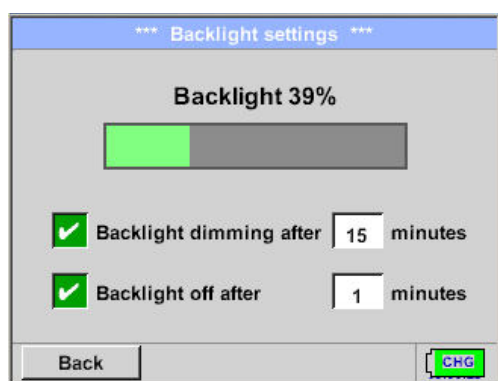 *** Backlight settings ***
Backlight 39%
Backlight dimming after 15 minutes
Backlight off after 1 minutes
Back
CHG